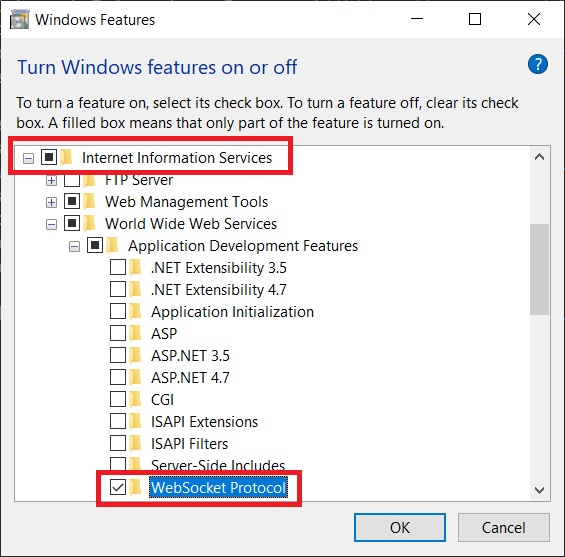 Windows Features
Turn Windows features on or off
?
To turn a feature on, select its check box. To turn a feature off, clear its check
box. A filled box means that only part of the feature is turned on.
Internet Information Services
FTP Server
Web Management Tools
World Wide Web Services
Application Development Features
.NET Extensibility 3.5
.NET Extensibility 4.7
Application Initialization
ASP
ASP.NET 3.5
ASP.NET 4.7
CGI
ISAPI Extensions
ISAPI Filters
Server-Side Includes
WebSocket Protocol
OK
Cancel